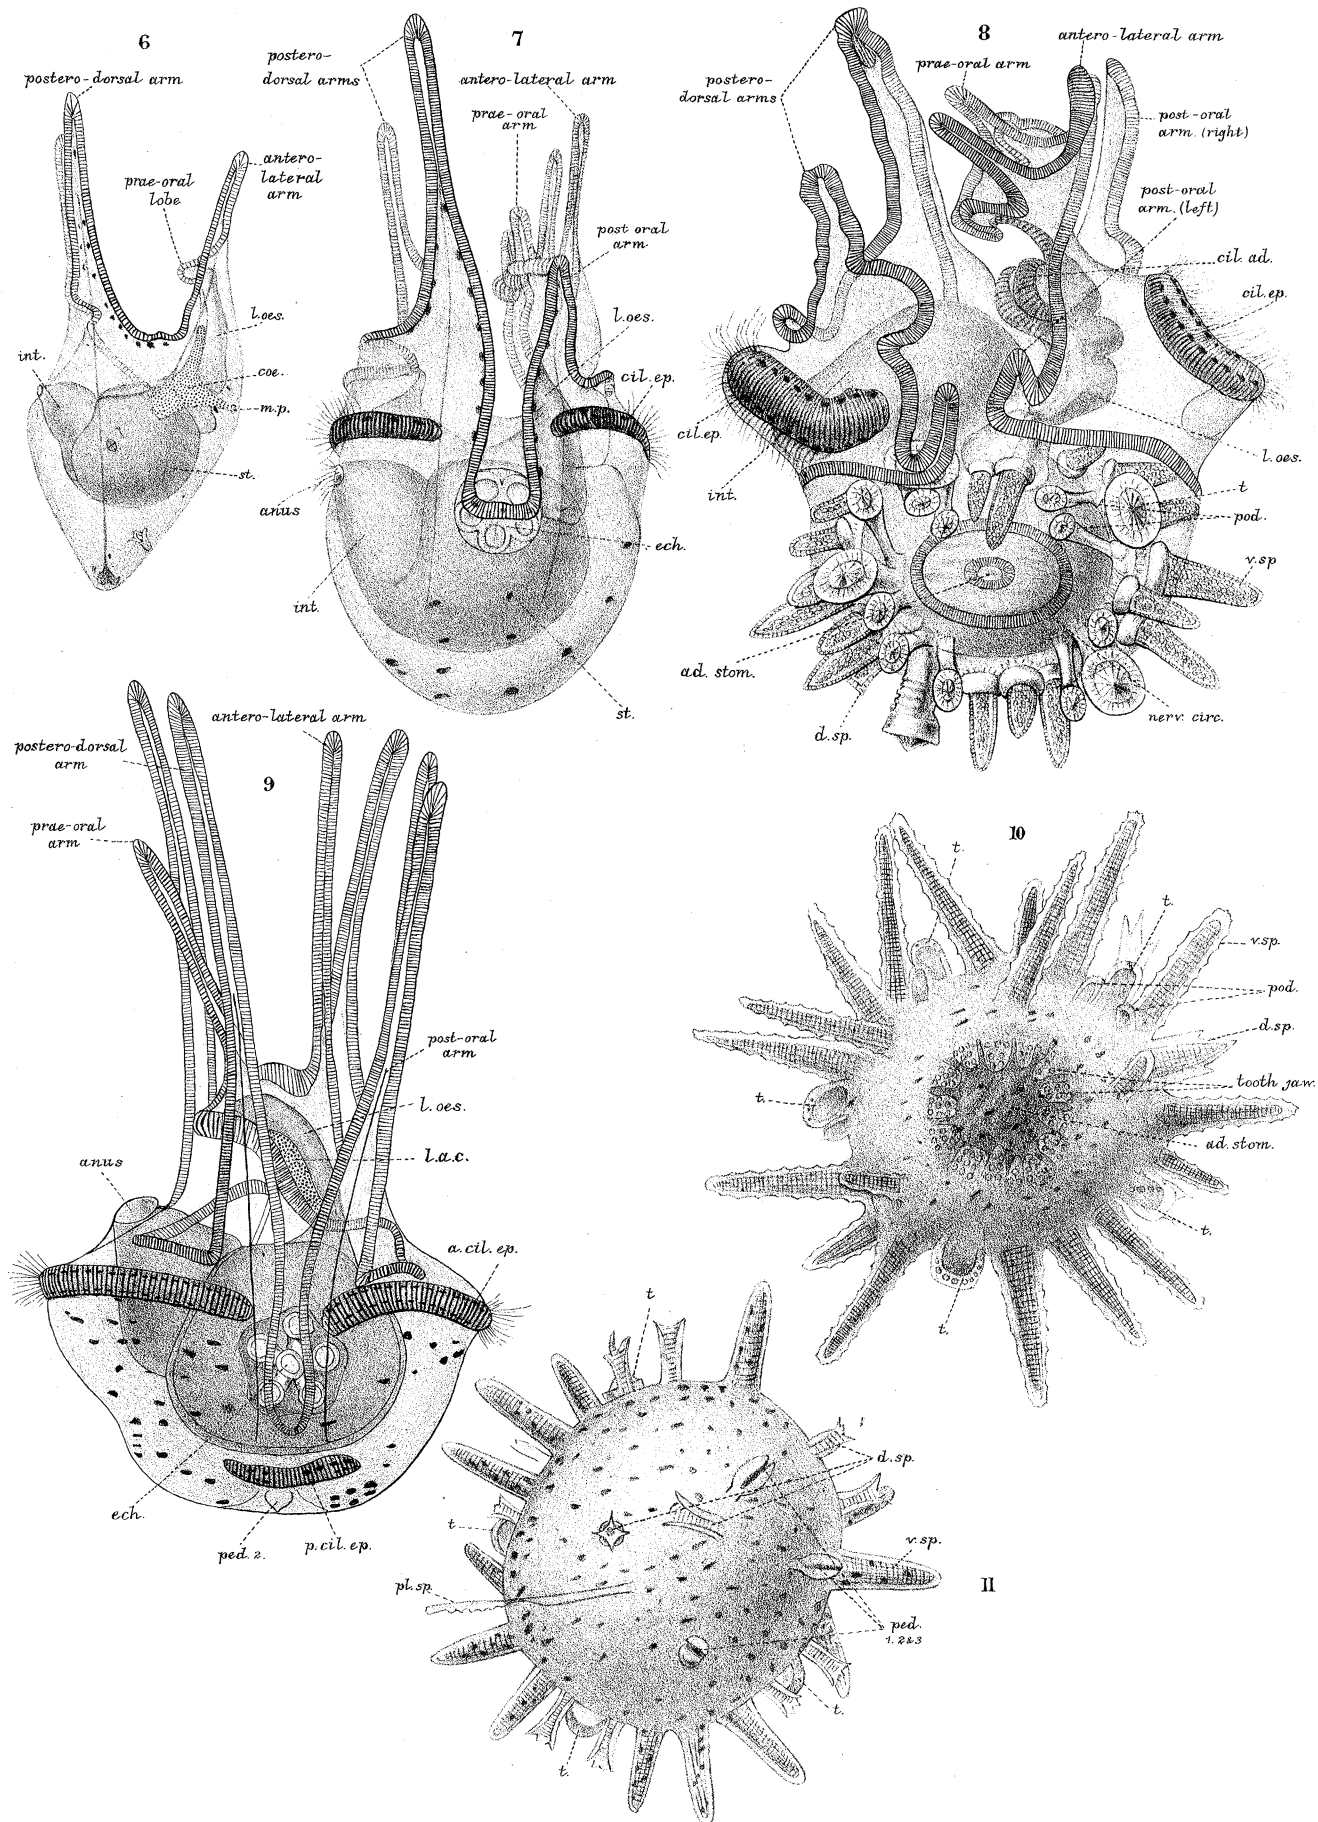 6
postero-dorsal arm
prae-oral
lobe
antero-
lateral
arm
l.oes.
int.
coe.
m.p.
st.
7
postero-
dorsal arms
antero-lateral arm
prae-oral
arm
post oral
arm
l.oes.
cil.ep.
anus
ech.
int.
st.
8
antero-lateral arm
prae-oral arm
postero-
dorsal arms
post-oral
arm. (right)
post-oral
arm. (left)
cil. ad.
cil.ep.
cil.ep.
int.
l.oes.
t
pod.
v.sp
ad. stom.
d.sp.
nerv. circ.
9
antero-lateral arm
postero-dorsal
arm
prae-oral
arm
post-oral
arm
l.oes.
l.a.c.
anus
a.cil.ep.
ech.
ped. 2.
p.cil.ep.
10
t.
t.
v.sp.
pod.
d.sp.
tooth jaw.
t.
ad. stom.
t.
t.
11
t
d.sp.
t.
v.sp.
pl.sp.
ped.
1. 2 & 3
t.
t.